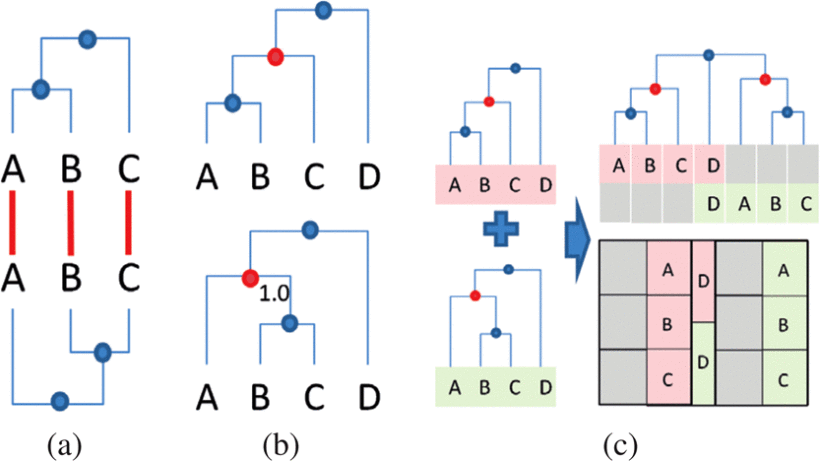 A B C
A B C
(a)
A B C D
1.0
A B C D
(b)
A B C D
A B C D
A B C D
D A B C
A D A
B B
D
C C
(c)